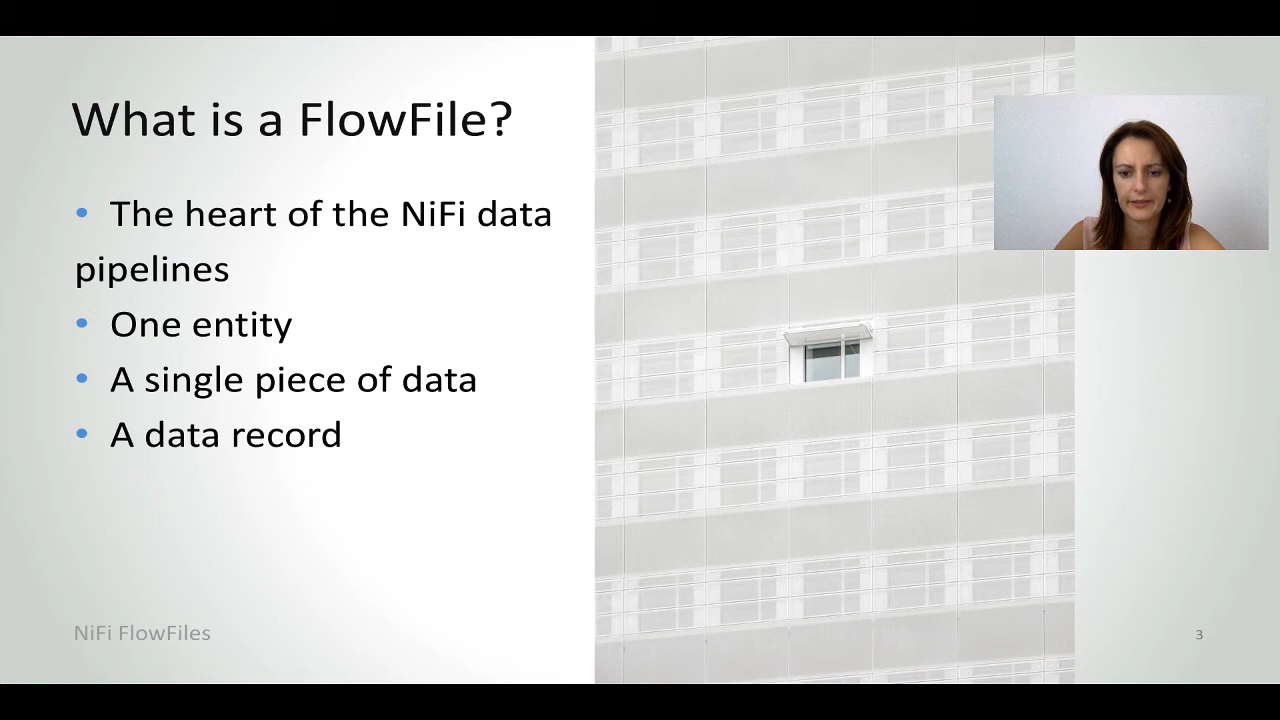 What is a FlowFile?
• The heart of the NiFi data
pipelines
• One entity
• A single piece of data
• A data record
NiFi FlowFiles
3